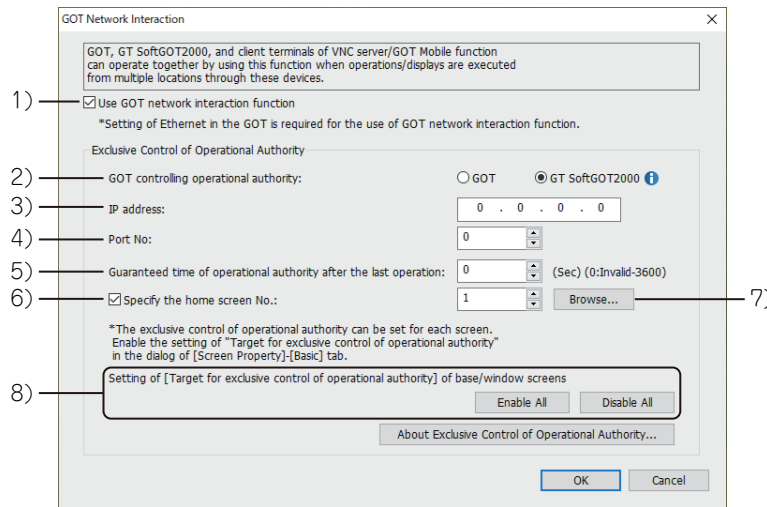 GOT Network Interaction
GOT, GT SoftGOT2000, and client terminals of VNC server/GOT Mobile function
can operate together by using this function when operations/displays are executed
from multiple locations through these devices.
1) Use GOT network interaction function
*Setting of Ethernet in the GOT is required for the use of GOT network interaction function.
Exclusive Control of Operational Authority
2) GOT controlling operational authority: GOT GT SoftGOT2000
3) IP address: 0 . 0 . 0 . 0
4) Port No: 0
5) Guaranteed time of operational authority after the last operation: 0 (Sec) (0:Invalid-3600)
6) Specify the home screen No.: 1 Browse... 7)
*The exclusive control of operational authority can be set for each screen.
Enable the setting of "Target for exclusive control of operational authority"
in the dialog of [Screen Property]-[Basic] tab.
8) Setting of [Target for exclusive control of operational authority] of base/window screens
Enable All Disable All
About Exclusive Control of Operational Authority...
OK Cancel